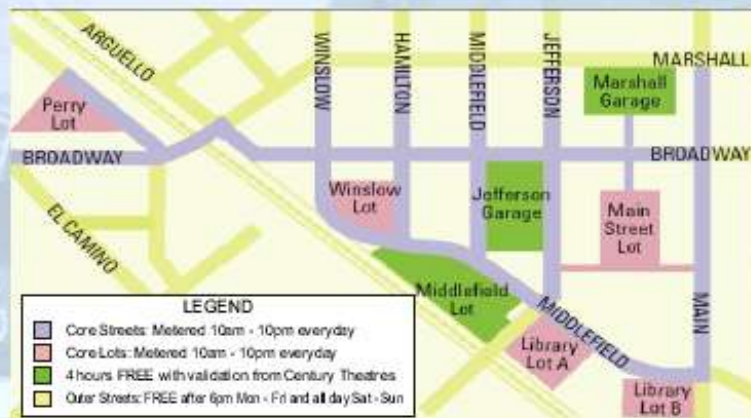 ARGUELLO
WINSLOW
HAMILTON
MIDDLEFIELD
JEFFERSON
MARSHALL
Marshall
Garage
Perry
Lot
BROADWAY
BROADWAY
Winslow
Lot
Jefferson
Garage
Main
Street
Lot
EL CAMINO
Middlefield
Lot
MIDDLEFIELD
MAIN
Library
Lot A
Library
Lot B
LEGEND
Core Streets: Metered 10am - 10pm everyday
Core Lots: Metered 10am - 10pm everyday
4 hours FREE with validation from Century Theatres
Outer Streets: FREE after 6pm Mon - Fri and all day Sat - Sun